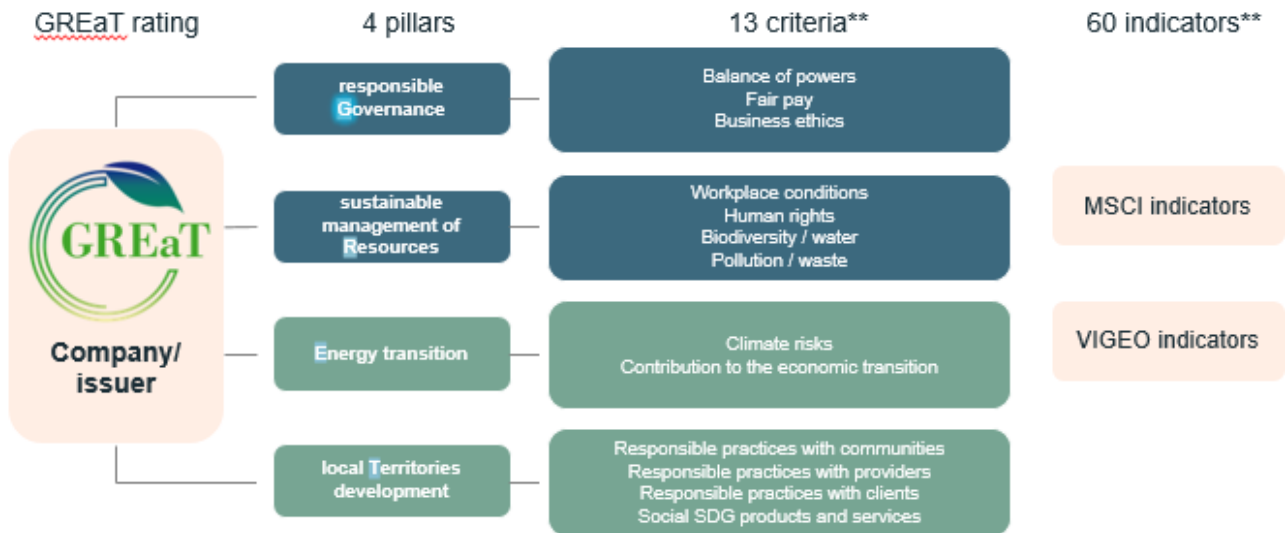 GREaT rating
4 pillars
13 criteria**
60 indicators**
GREaT
Company/
issuer
responsible
Governance
Balance of powers
Fair pay
Business ethics
sustainable
management of
Resources
Workplace conditions
Human rights
Biodiversity / water
Pollution / waste
MSCI indicators
Energy transition
Climate risks
Contribution to the economic transition
VIGEO indicators
local Territories
development
Responsible practices with communities
Responsible practices with providers
Responsible practices with clients
Social SDG products and services